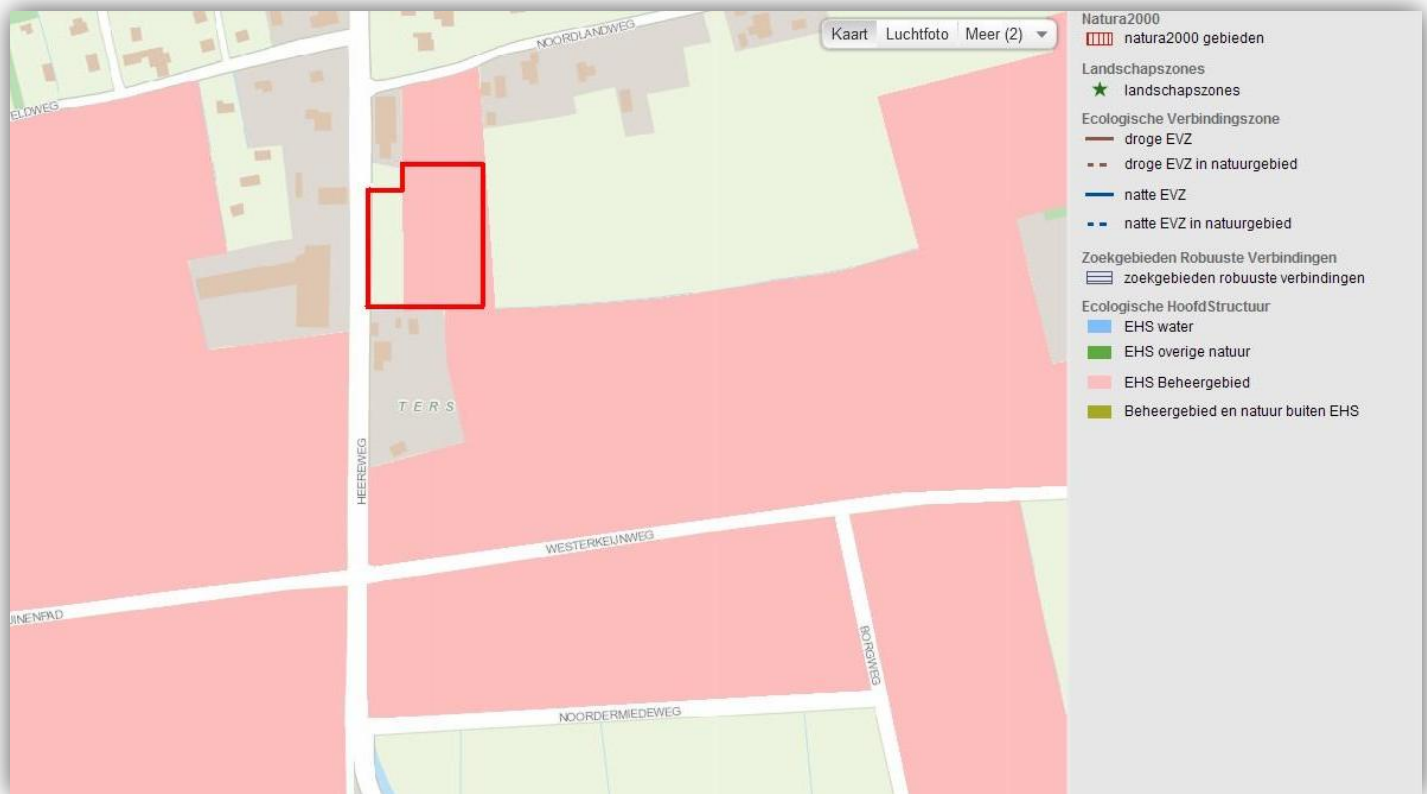 NOORDLANDWEG
Kaart Luchtfoto Meer (2)
ELDWEG
TERS
HEEREWEG
WESTERKEIJNWEG
UINENPAD
BORGWEG
NOORDERMIEDEWEG
Natura2000
natura2000 gebieden
Landschapszones
landschapszones
Ecologische Verbindingszone
droge EVZ
droge EVZ in natuurgebied
natte EVZ
natte EVZ in natuurgebied
Zoekgebieden Robuuste Verbindingen
zoekgebieden robuuste verbindingen
Ecologische HoofdStructuur
EHS water
EHS overige natuur
EHS Beheergebied
Beheergebied en natuur buiten EHS